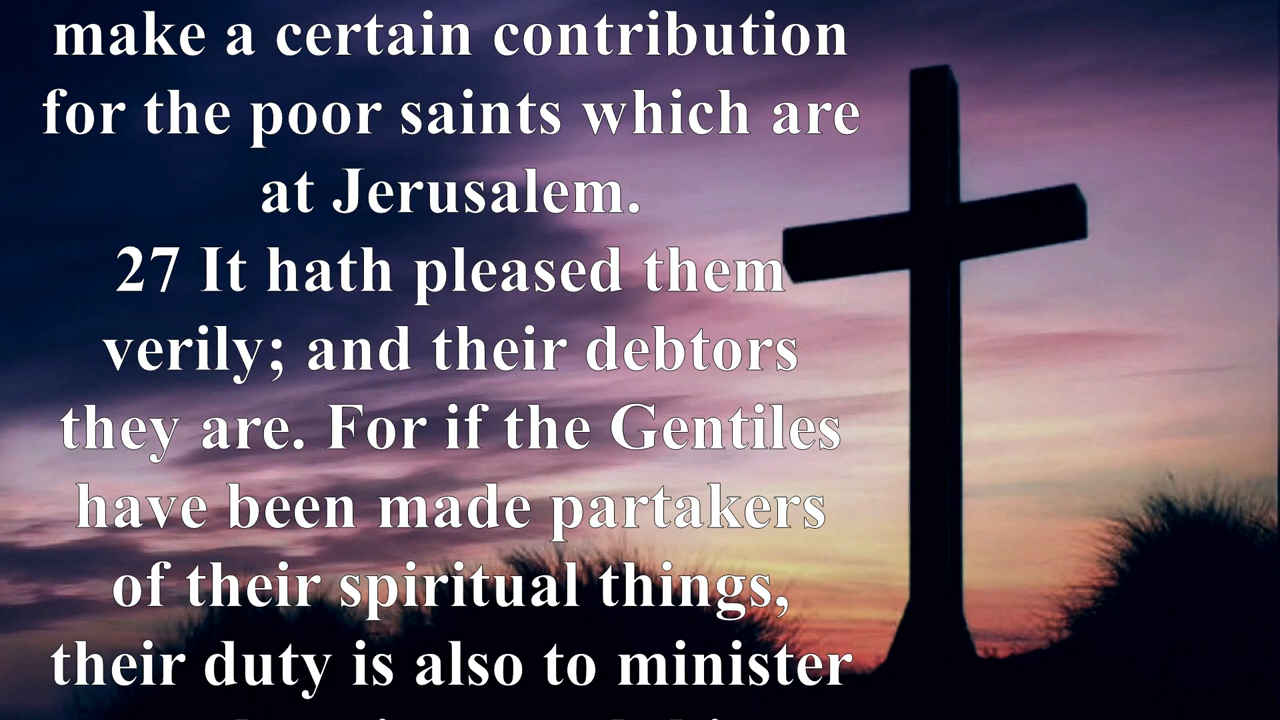 make a certain contribution
for the poor saints which are
at Jerusalem.
27 It hath pleased them
verily; and their debtors
they are. For if the Gentiles
have been made partakers
of their spiritual things,
their duty is also to minister